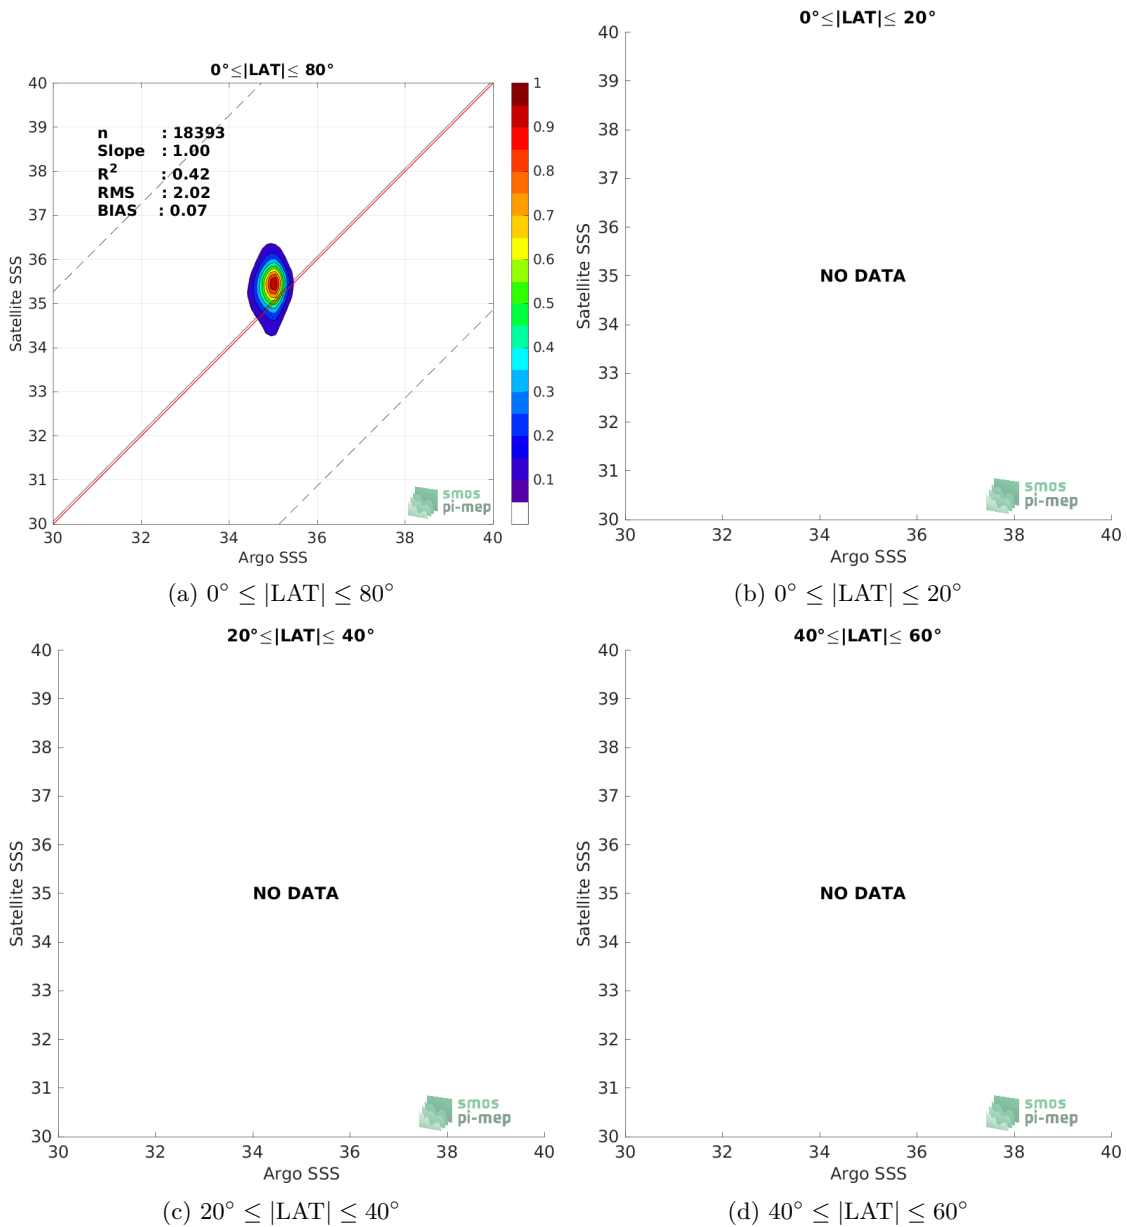 0°≤|LAT|≤ 80°
40
39
38
37
36
35
34
33
32
31
30
Satellite SSS
n : 18393
Slope : 1.00
R² : 0.42
RMS : 2.02
BIAS : 0.07
smos
pi-mep
30 32 34 36 38 40
Argo SSS
1
0.9
0.8
0.7
0.6
0.5
0.4
0.3
0.2
0.1
(a) 0° ≤ |LAT| ≤ 80°
0°≤|LAT|≤ 20°
40
39
38
37
36
35
34
33
32
31
30
Satellite SSS
NO DATA
smos
pi-mep
30 32 34 36 38 40
Argo SSS
(b) 0° ≤ |LAT| ≤ 20°
20°≤|LAT|≤ 40°
40
39
38
37
36
35
34
33
32
31
30
Satellite SSS
NO DATA
smos
pi-mep
30 32 34 36 38 40
Argo SSS
(c) 20° ≤ |LAT| ≤ 40°
40°≤|LAT|≤ 60°
40
39
38
37
36
35
34
33
32
31
30
Satellite SSS
NO DATA
smos
pi-mep
30 32 34 36 38 40
Argo SSS
(d) 40° ≤ |LAT| ≤ 60°